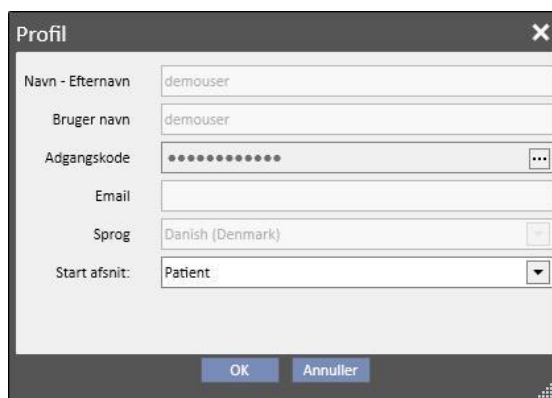 Profil
Navn - Efternavn demouser
Bruger navn demouser
Adgangskode ●●●●●●●●●●●● ...
Email
Sprog Danish (Denmark)
Start afsnit: Patient
OK Annuller